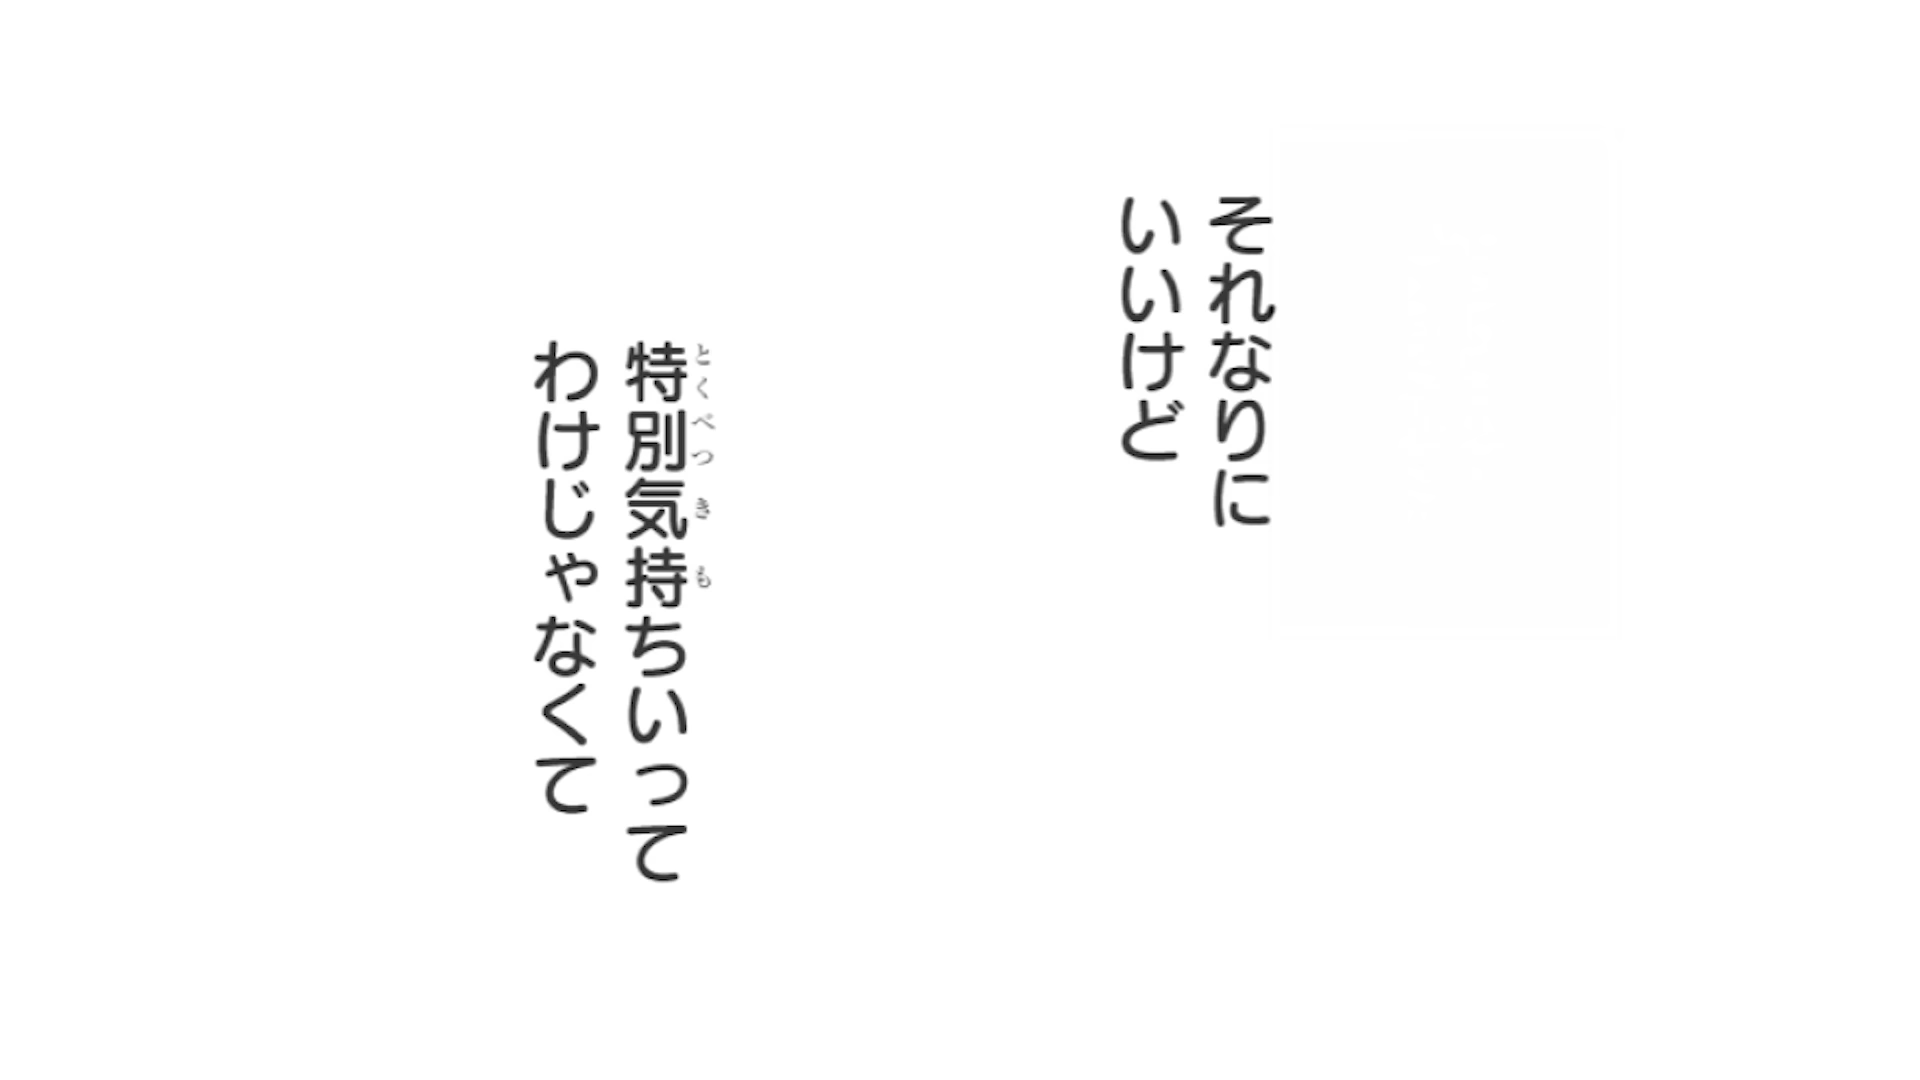 それなりに
いいけど
特別気持ちいって
わけじゃなくて